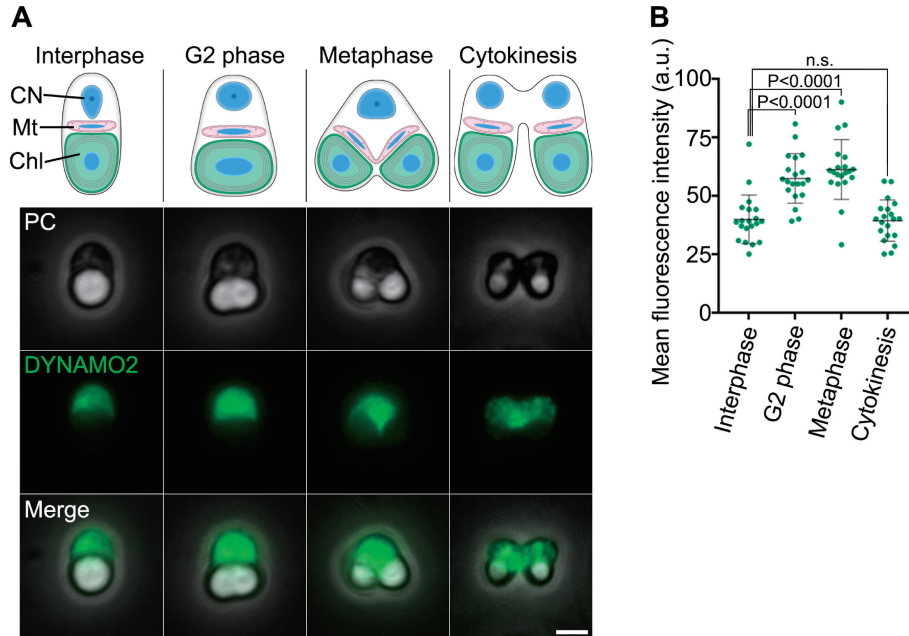 A
Interphase G2 phase Metaphase Cytokinesis
CN
Mt
Chl
PC
DYNAMO2
Merge
B
n.s.
P<0.0001
P<0.0001
Mean fluorescence intensity (a.u.)
100
75
50
25
0
Interphase
G2 phase
Metaphase
Cytokinesis